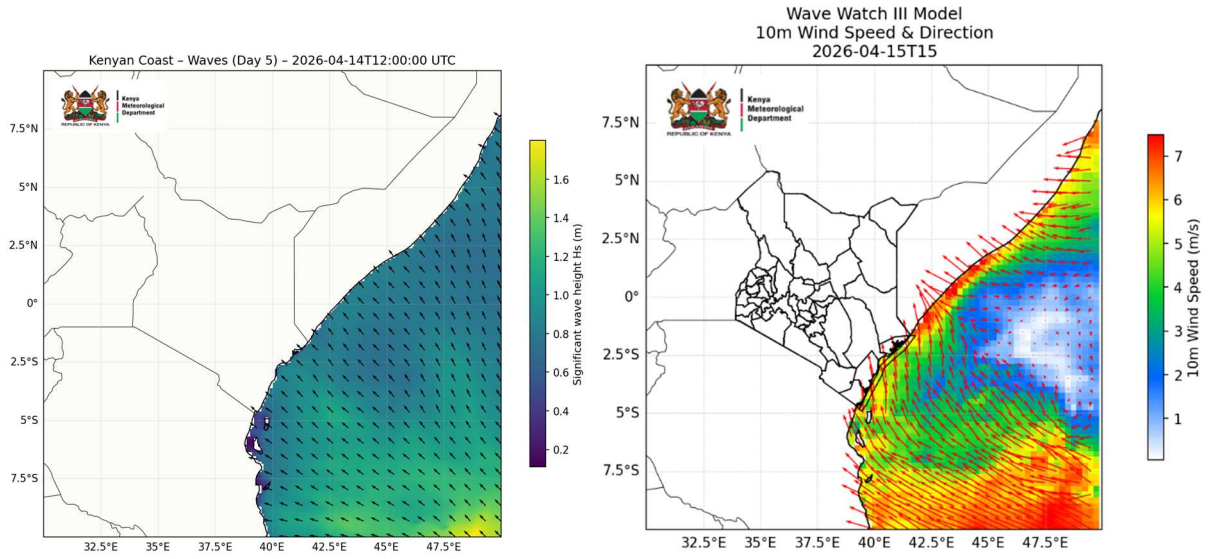 Kenyan Coast – Waves (Day 5) – 2026-04-14T12:00:00 UTC
REPUBLIC OF KENYA
Kenya
Meteorological
Department
7.5°N
5°N
2.5°N
0°
2.5°S
5°S
7.5°S
32.5°E 35°E 37.5°E 40°E 42.5°E 45°E 47.5°E
1.6
1.4
1.2
1.0
0.8
0.6
0.4
0.2
Significant wave height Hs (m)
Wave Watch III Model
10m Wind Speed & Direction
2026-04-15T15
REPUBLIC OF KENYA
Kenya
Meteorological
Department
7.5°N
5°N
2.5°N
0°
2.5°S
5°S
7.5°S
32.5°E 35°E 37.5°E 40°E 42.5°E 45°E 47.5°E
7
6
5
4
3
2
1
10m Wind Speed (m/s)